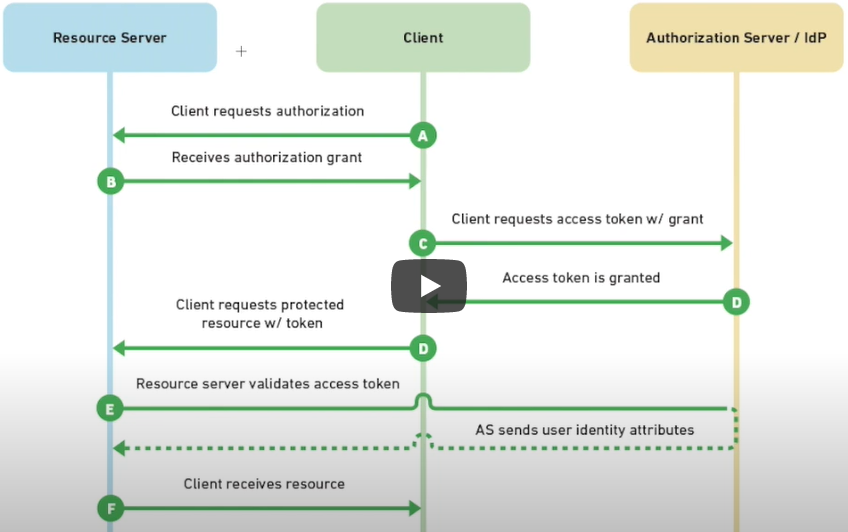 Resource Server
Client
Authorization Server / IdP
Client requests authorization
A
Receives authorization grant
B
Client requests access token w/ grant
C
Access token is granted
D
Client requests protected
resource w/ token
D
Resource server validates access token
E
AS sends user identity attributes
Client receives resource
F